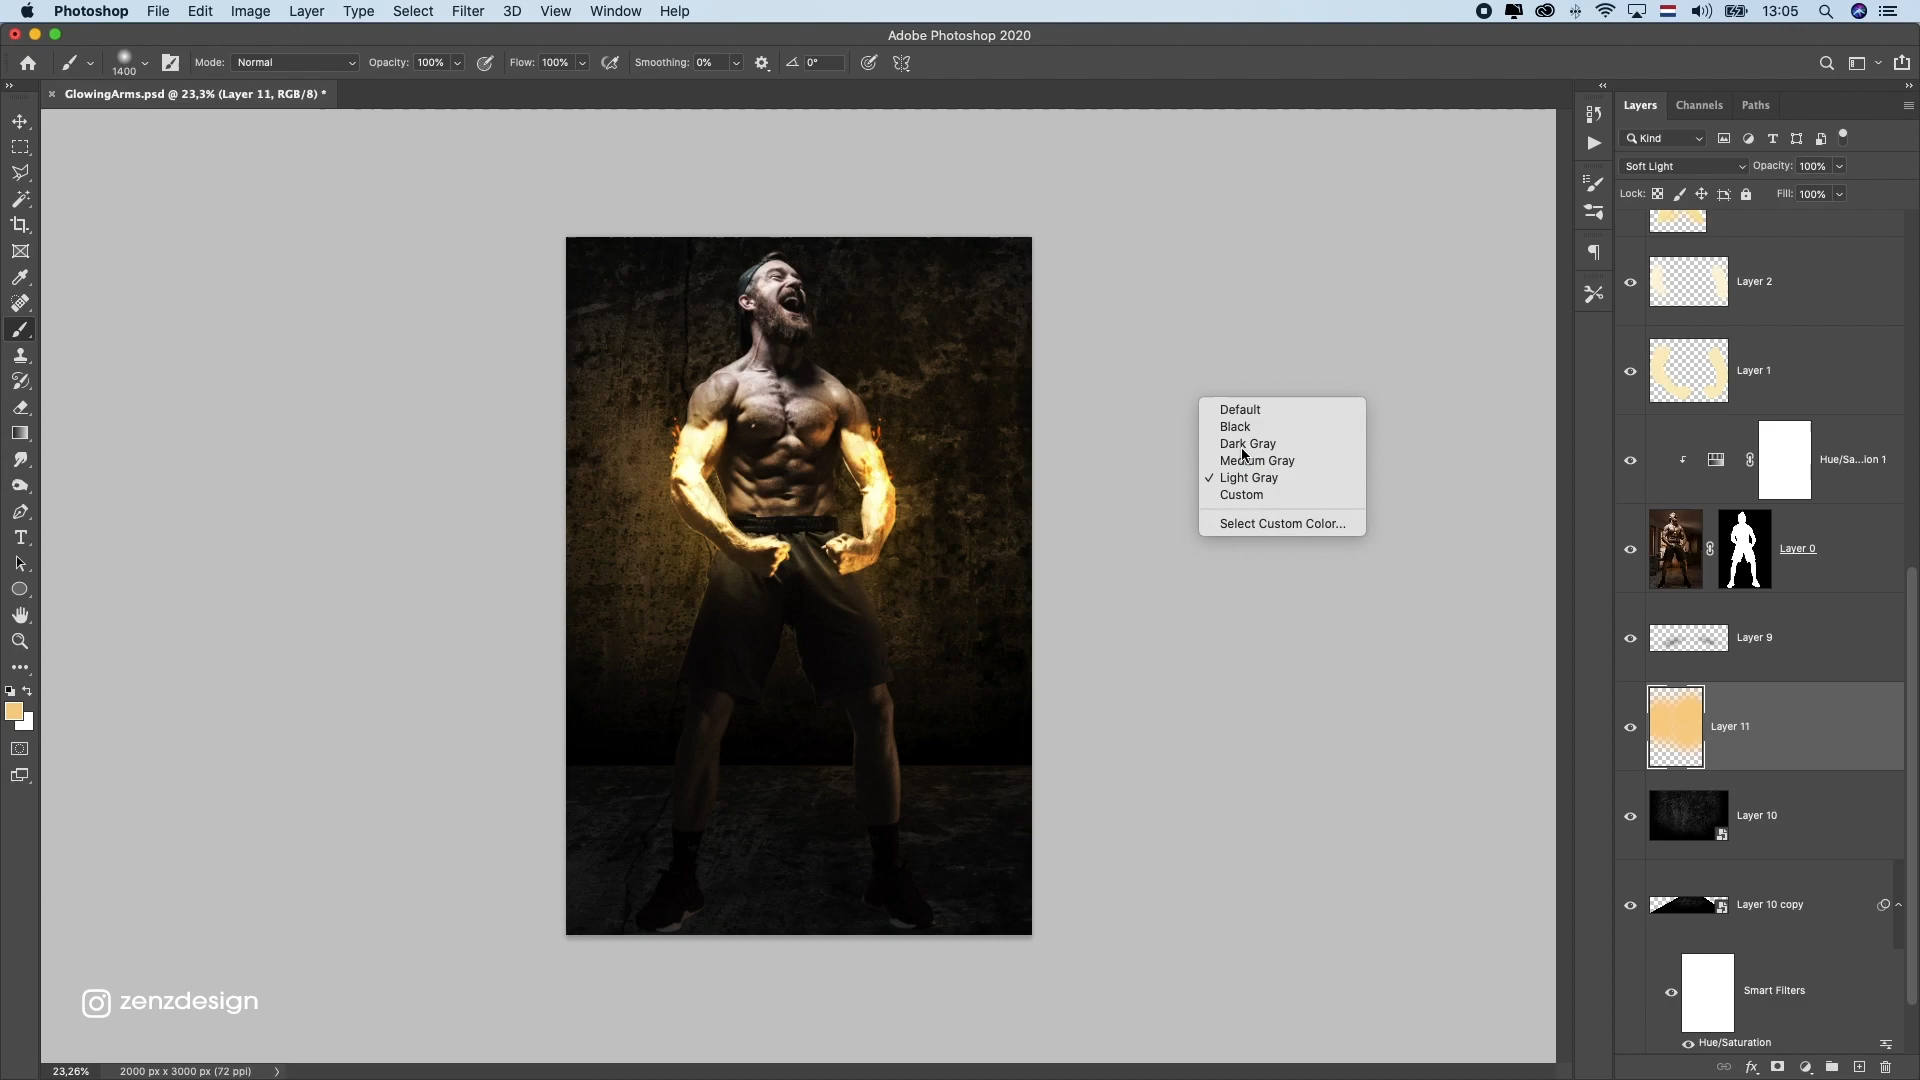 Photoshop File Edit Image Layer Type Select Filter 3D View Window Help 13:05
Adobe Photoshop 2020
1400 Mode: Normal Opacity: 100% Flow: 100% Smoothing: 0% 0°
GlowingArms.psd @ 23,3% (Layer 11, RGB/8) *
Layers Channels Paths
Kind
Soft Light Opacity: 100%
Lock: Fill: 100%
Layer 2
Layer 1
Hue/Sa...ion 1
Layer 0
Layer 9
Layer 11
Layer 10
Layer 10 copy
Smart Filters
Hue/Saturation
Default
Black
Dark Gray
Medium Gray
Light Gray
Custom
Select Custom Color...
zenzdesign
23,26% 2000 px x 3000 px (72 ppi)